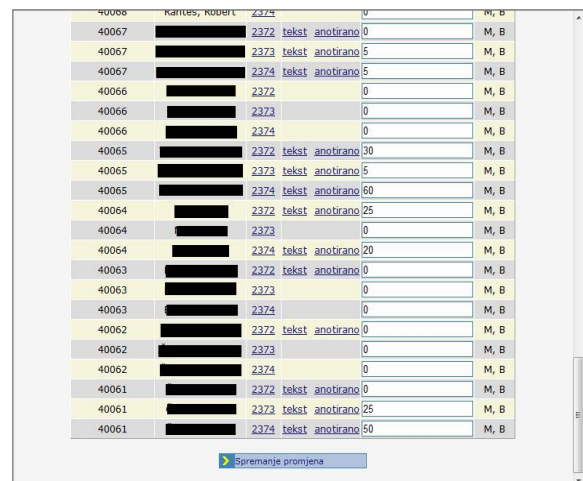 40068 Rantes, Robert 2374 0 M, B
40067 2372 tekst anotirano 0 M, B
40067 2373 tekst anotirano 5 M, B
40067 2374 tekst anotirano 5 M, B
40066 2372 0 M, B
40066 2373 0 M, B
40066 2374 0 M, B
40065 2372 tekst anotirano 30 M, B
40065 2373 tekst anotirano 5 M, B
40065 2374 tekst anotirano 60 M, B
40064 2372 tekst anotirano 25 M, B
40064 2373 0 M, B
40064 2374 tekst anotirano 20 M, B
40063 2372 tekst anotirano 0 M, B
40063 2373 0 M, B
40063 2374 0 M, B
40062 2372 tekst anotirano 0 M, B
40062 2373 0 M, B
40062 2374 0 M, B
40061 2372 tekst anotirano 0 M, B
40061 2373 tekst anotirano 25 M, B
40061 2374 tekst anotirano 50 M, B
Spremanje promjena